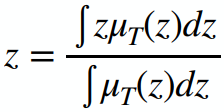 z = ∫ zμ_T(z)dz / ∫ μ_T(z)dz